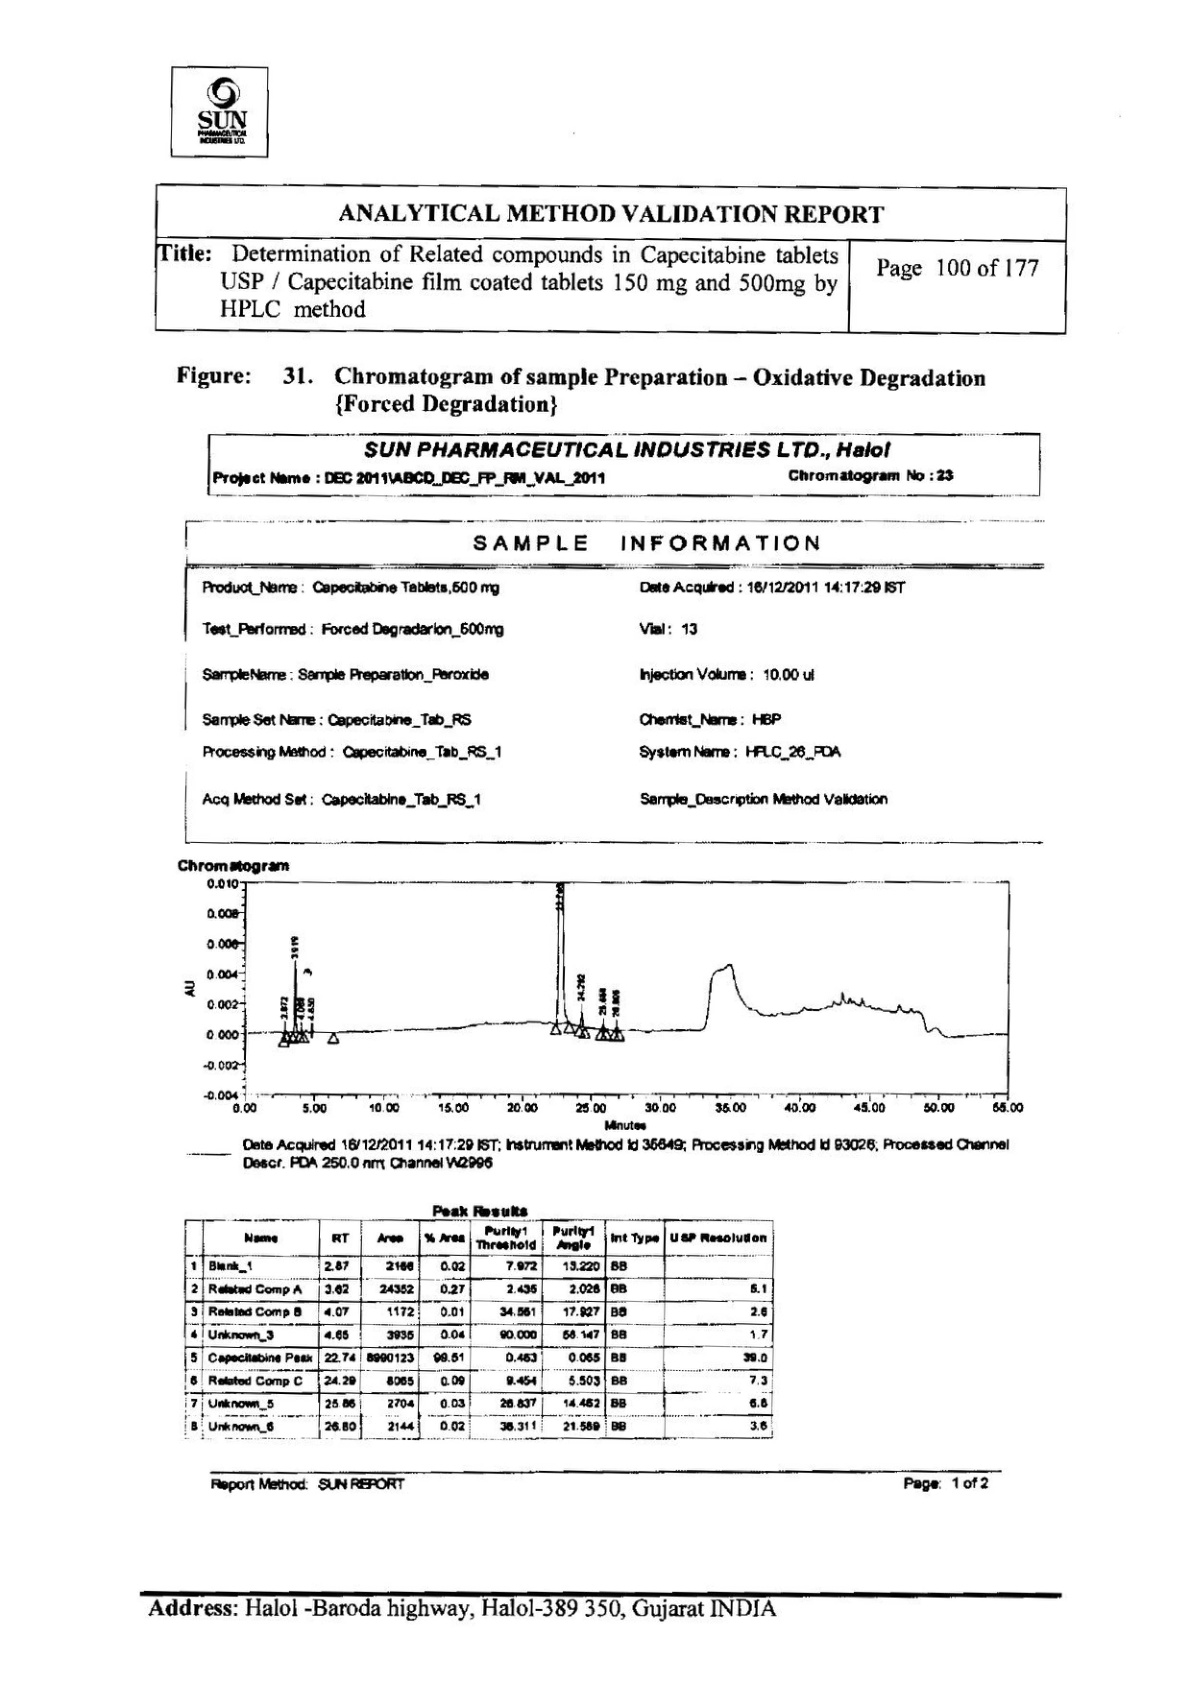 SUN
PHARMACEUTICAL
INDUSTRIES LTD.
ANALYTICAL METHOD VALIDATION REPORT
Title: Determination of Related compounds in Capecitabine tablets
USP / Capecitabine film coated tablets 150 mg and 500mg by
HPLC method
Page 100 of 177
Figure: 31. Chromatogram of sample Preparation – Oxidative Degradation
{Forced Degradation}
SUN PHARMACEUTICAL INDUSTRIES LTD., Halol
Project Name : DEC 2011\ABCD_DEC_FP_RM_VAL_2011 Chromatogram No : 23
SAMPLE INFORMATION
Product_Name : Capecitabine Tablets,500 mg Date Acquired : 16/12/2011 14:17:29 IST
Test_Performed : Forced Degradarion_500mg Vial : 13
SampleName : Sample Preparation_Peroxide Injection Volume : 10.00 ul
Sample Set Name : Capecitabine_Tab_RS Chemist_Name : HBP
Processing Method : Capecitabine_Tab_RS_1 System Name : HPLC_26_PDA
Acq Method Set : Capecitabine_Tab_RS_1 Sample_Description Method Validation
Chromatogram
0.010
0.008
0.006
0.004
0.002
0.000
-0.002
-0.004
AU
2.872
4.650
24.292
26.805
0.00 5.00 10.00 15.00 20.00 25.00 30.00 35.00 40.00 45.00 50.00 55.00
Minutes
Date Acquired 16/12/2011 14:17:29 IST; Instrument Method Id 35649; Processing Method Id 93026; Processed Channel
Descr. PDA 250.0 nm; Channel W2996
Peak Results
Name RT Area % Area Purity1 Threshold Purity1 Angle Int Type USP Resolution
1 Blank_1 2.87 2166 0.02 7.972 13.220 BB
2 Related Comp A 3.62 24352 0.27 2.435 2.026 BB 5.1
3 Related Comp B 4.07 1172 0.01 34.561 17.927 BB 2.6
4 Unknown_3 4.65 3935 0.04 90.000 58.147 BB 1.7
5 Capecitabine Peak 22.74 8990123 99.51 0.463 0.065 BB 39.0
6 Related Comp C 24.29 8065 0.09 9.454 5.503 BB 7.3
7 Unknown_5 25.86 2704 0.03 26.837 14.462 BB 6.8
8 Unknown_6 26.80 2144 0.02 36.311 21.589 BB 3.6
Report Method: SUN REPORT Page: 1 of 2
Address: Halol -Baroda highway, Halol-389 350, Gujarat INDIA